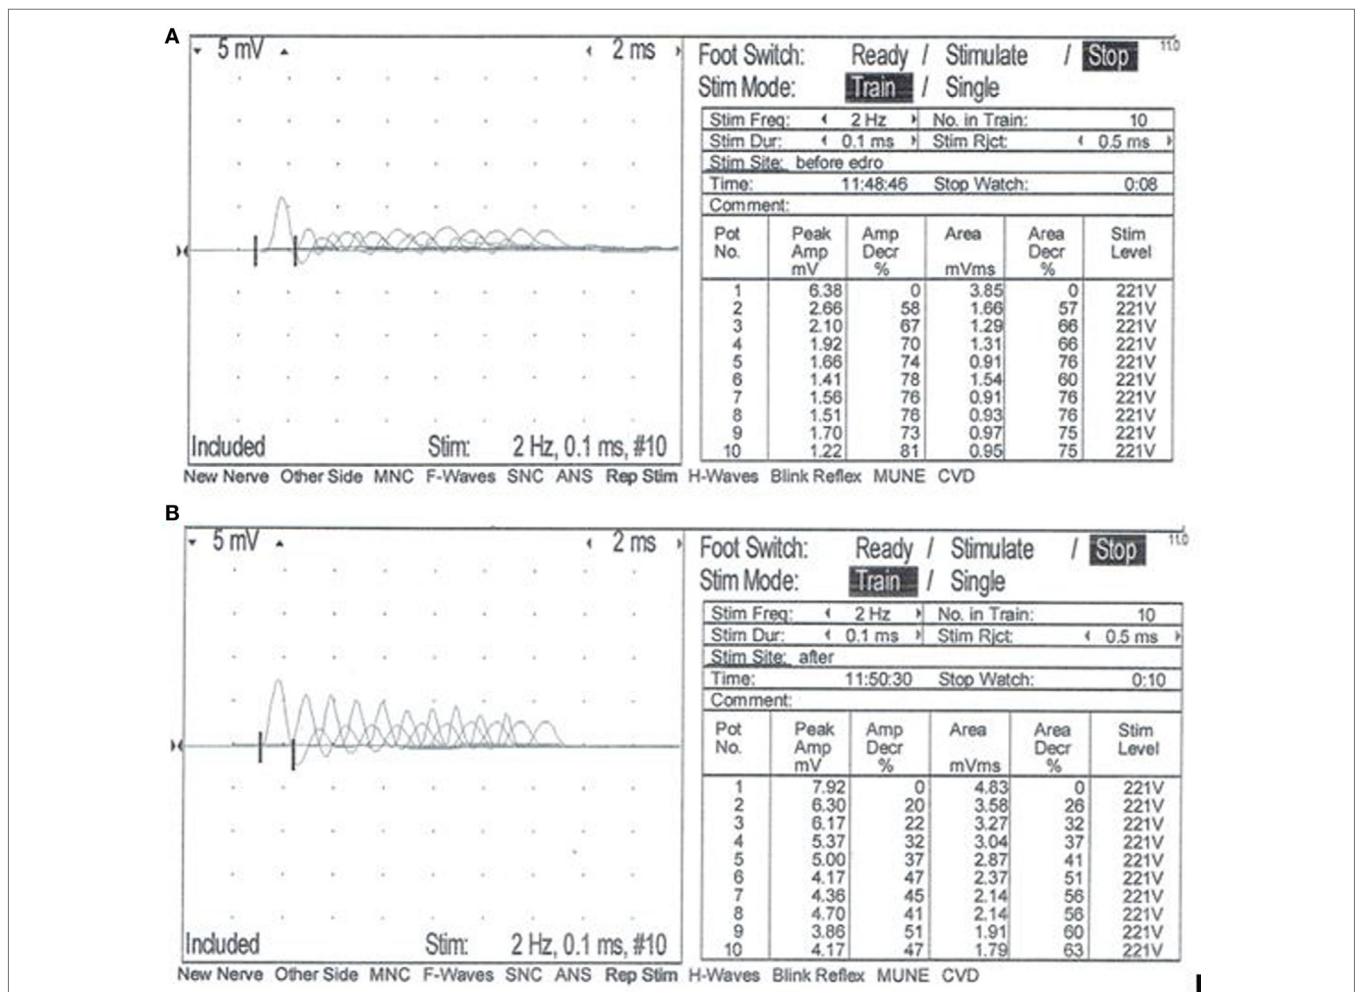 A
5 mV
2 ms
11.0
Foot Switch: Ready / Stimulate / Stop
Stim Mode: Train / Single
Stim Freq: 2 Hz No. in Train: 10
Stim Dur: 0.1 ms Stim Rjct: 0.5 ms
Stim Site: before edro
Time: 11:48:46 Stop Watch: 0:08
Comment:
Pot Peak Amp Area Area Stim
No. Amp Decr Decr Level
mV % mVms %
1 6.38 0 3.85 0 221V
2 2.66 58 1.66 57 221V
3 2.10 67 1.29 66 221V
4 1.92 70 1.31 66 221V
5 1.66 74 0.91 76 221V
6 1.41 78 1.54 60 221V
7 1.56 76 0.91 76 221V
8 1.51 76 0.93 76 221V
9 1.70 73 0.97 75 221V
10 1.22 81 0.95 75 221V
Included Stim: 2 Hz, 0.1 ms, #10
New Nerve Other Side MNC F-Waves SNC ANS Rep Stim H-Waves Blink Reflex MUNE CVD
B
5 mV
2 ms
11.0
Foot Switch: Ready / Stimulate / Stop
Stim Mode: Train / Single
Stim Freq: 2 Hz No. in Train: 10
Stim Dur: 0.1 ms Stim Rjct: 0.5 ms
Stim Site: after
Time: 11:50:30 Stop Watch: 0:10
Comment:
Pot Peak Amp Area Area Stim
No. Amp Decr Decr Level
mV % mVms %
1 7.92 0 4.83 0 221V
2 6.30 20 3.58 26 221V
3 6.17 22 3.27 32 221V
4 5.37 32 3.04 37 221V
5 5.00 37 2.87 41 221V
6 4.17 47 2.37 51 221V
7 4.36 45 2.14 56 221V
8 4.70 41 2.14 56 221V
9 3.86 51 1.91 60 221V
10 4.17 47 1.79 63 221V
Included Stim: 2 Hz, 0.1 ms, #10
New Nerve Other Side MNC F-Waves SNC ANS Rep Stim H-Waves Blink Reflex MUNE CVD